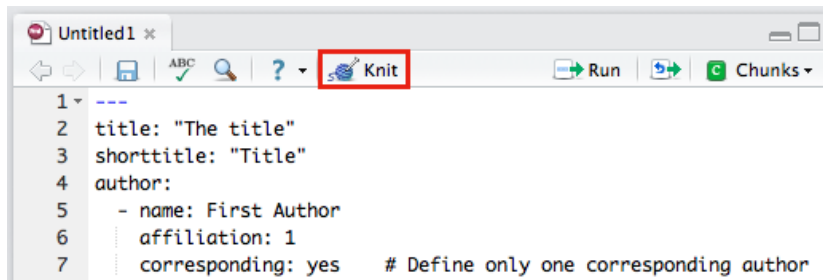 Untitled1 ×
ABC ? Knit Run C Chunks
1 ---
2 title: "The title"
3 shorttitle: "Title"
4 author:
5   - name: First Author
6     affiliation: 1
7     corresponding: yes    # Define only one corresponding author